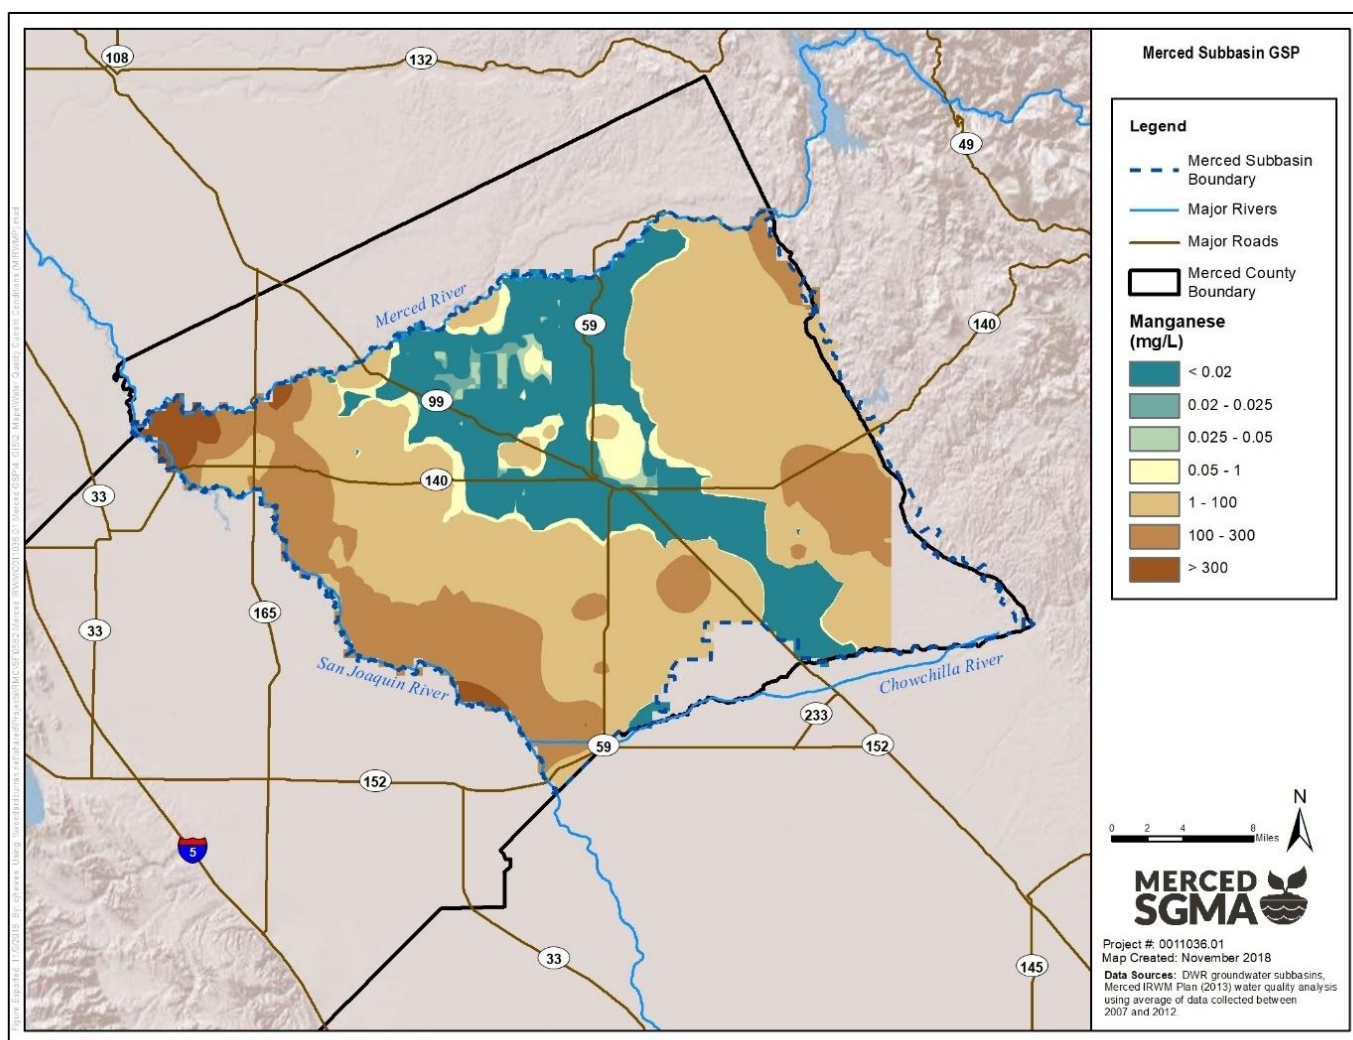 Merced Subbasin GSP
Legend
Merced Subbasin
Boundary
Major Rivers
Major Roads
Merced County
Boundary
Manganese
(mg/L)
< 0.02
0.02 - 0.025
0.025 - 0.05
0.05 - 1
1 - 100
100 - 300
> 300
108
132
49
Merced River
59
140
99
140
33
165
33
San Joaquin River
Chowchilla River
233
59
152
152
5
33
145
N
0 2 4 8
Miles
MERCED
SGMA
Project #: 0011036.01
Map Created: November 2018
Data Sources: DWR groundwater subbasins,
Merced IRWM Plan (2013) water quality analysis
using average of data collected between
2007 and 2012.